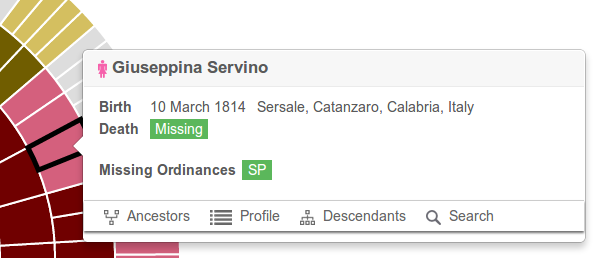 Giuseppina Servino
Birth 10 March 1814 Sersale, Catanzaro, Calabria, Italy
Death Missing
Missing Ordinances SP
Ancestors Profile Descendants Search